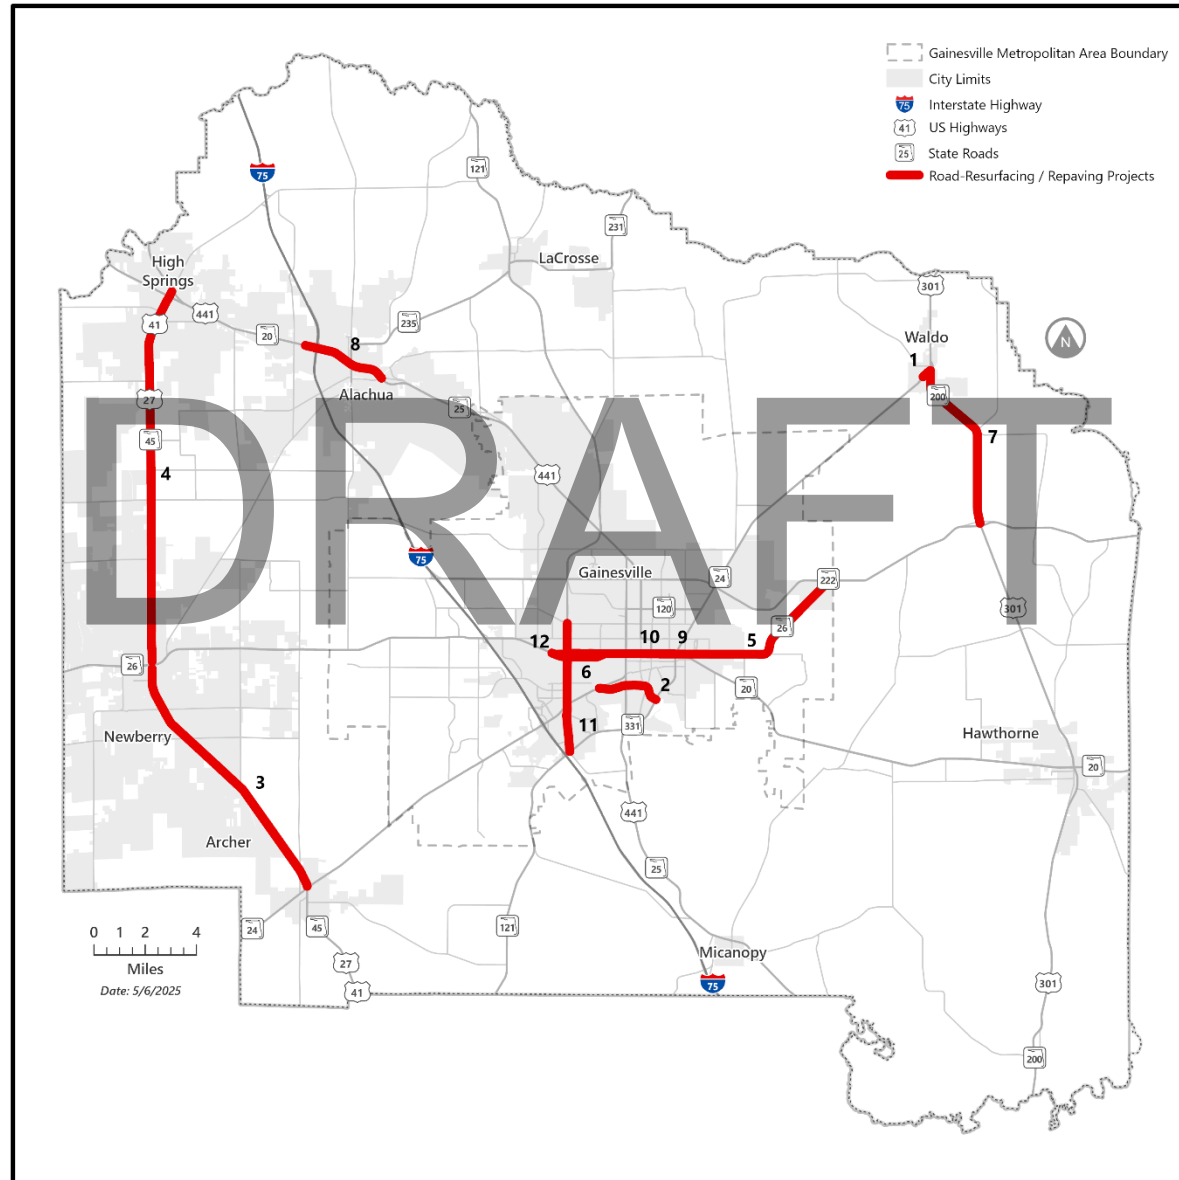 Gainesville Metropolitan Area Boundary
City Limits
75 Interstate Highway
41 US Highways
25 State Roads
Road-Resurfacing / Repaving Projects
75
121
231
LaCrosse
High
Springs
301
441
41
235
20
8
Waldo
N
1
Alachua
27
200
25
45
7
4
441
DRAFT
75
Gainesville
24
222
120
301
26
12
10
9
5
26
6
2
20
11
331
Newberry
Hawthorne
20
3
441
Archer
25
24
45
121
0 1 2 4
Miles
Date: 5/6/2025
Micanopy
27
75
301
41
200